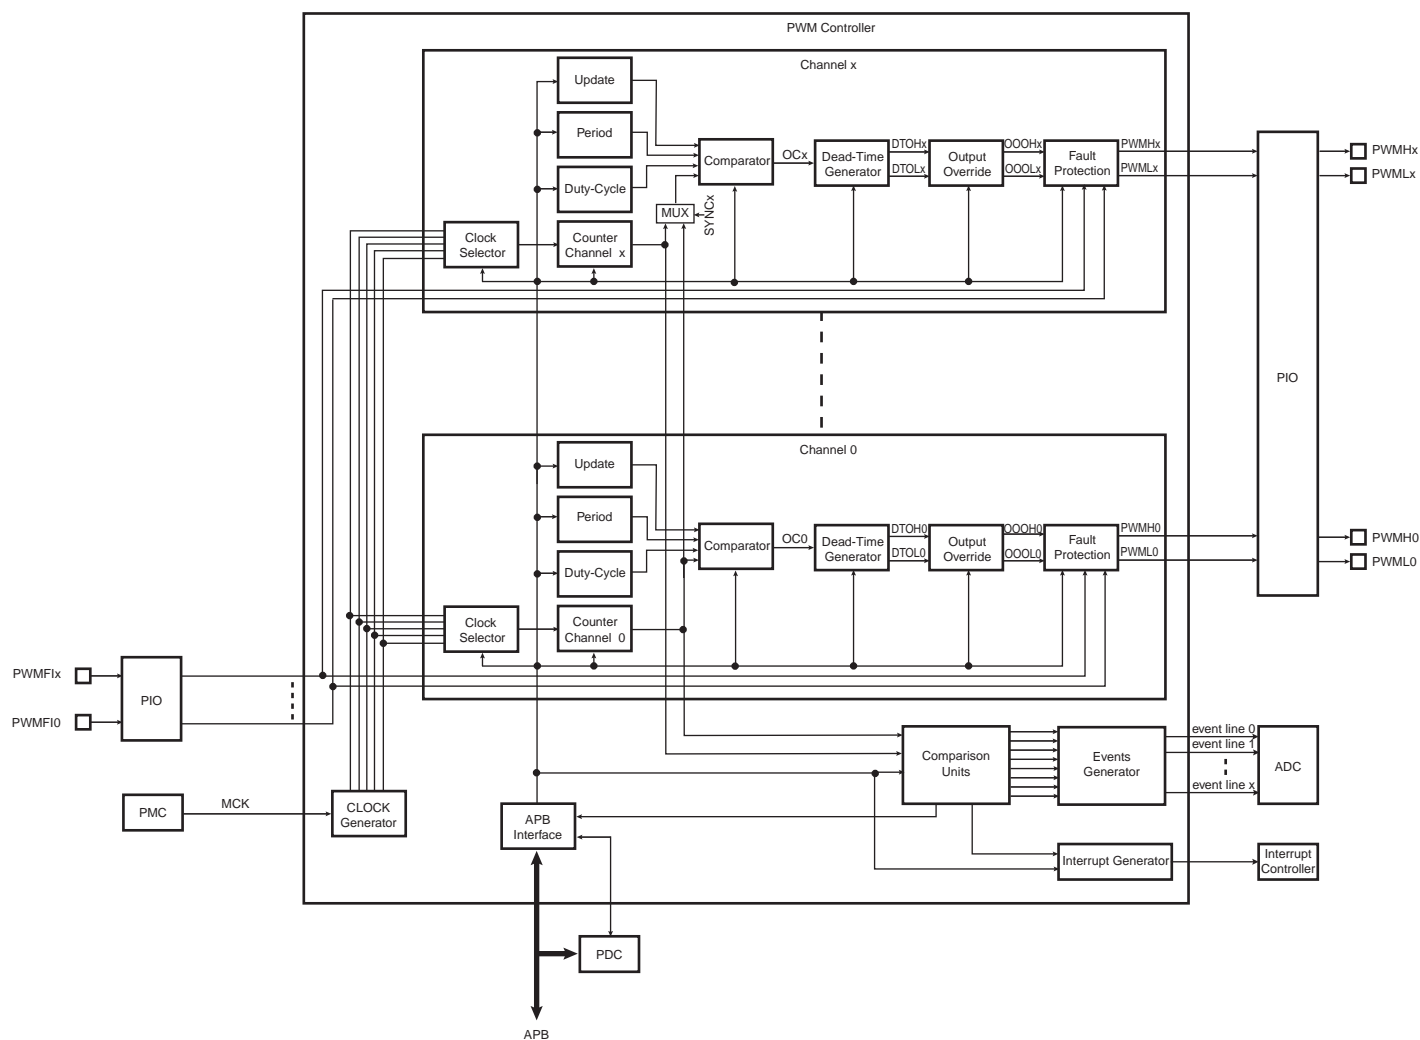 PWM Controller
Channel x
Update
Period
Duty-Cycle
Clock
Selector
Counter
Channel x
MUX
SYNCx
Comparator
OCx
Dead-Time
Generator
DTOHx
DTOLx
Output
Override
OOOHx
OOOLx
Fault
Protection
PWMHx
PWMLx
PIO
PWMHx
PWMLx
Channel 0
Update
Period
Duty-Cycle
Clock
Selector
Counter
Channel 0
Comparator
OC0
Dead-Time
Generator
DTOH0
DTOL0
Output
Override
OOOH0
OOOL0
Fault
Protection
PWMH0
PWML0
PWMH0
PWML0
PWMFIx
PWMFI0
PIO
PMC
MCK
CLOCK
Generator
APB
Interface
Comparison
Units
Events
Generator
event line 0
event line 1
event line x
ADC
Interrupt Generator
Interrupt
Controller
PDC
APB